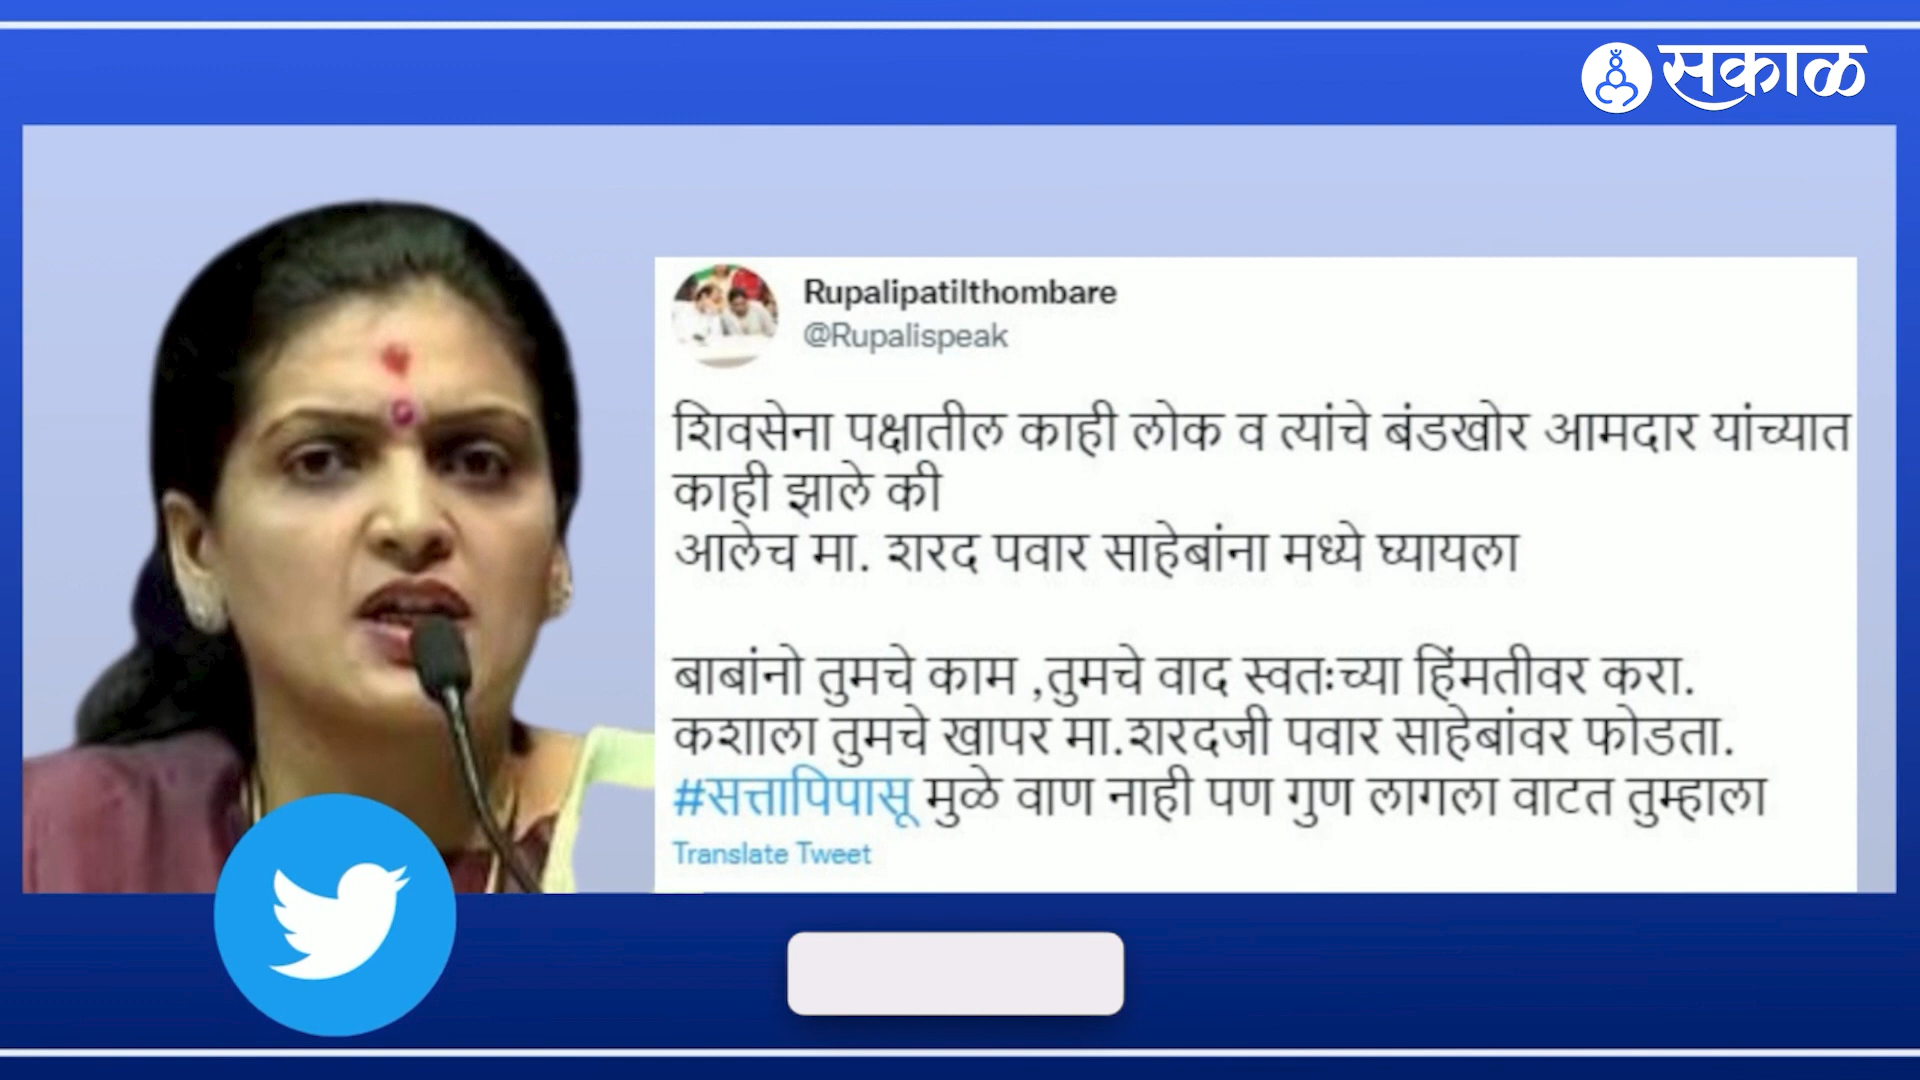 सकाळ
Rupalipatilthombare
@Rupalispeak
शिवसेना पक्षातील काही लोक व त्यांचे बंडखोर आमदार यांच्यात
काही झाले की
आलेच मा. शरद पवार साहेबांना मध्ये घ्यायला
बाबांनो तुमचे काम ,तुमचे वाद स्वतःच्या हिंमतीवर करा.
कशाला तुमचे खापर मा.शरदजी पवार साहेबांवर फोडता.
#सत्तापिपासू मुळे वाण नाही पण गुण लागला वाटत तुम्हाला
Translate Tweet